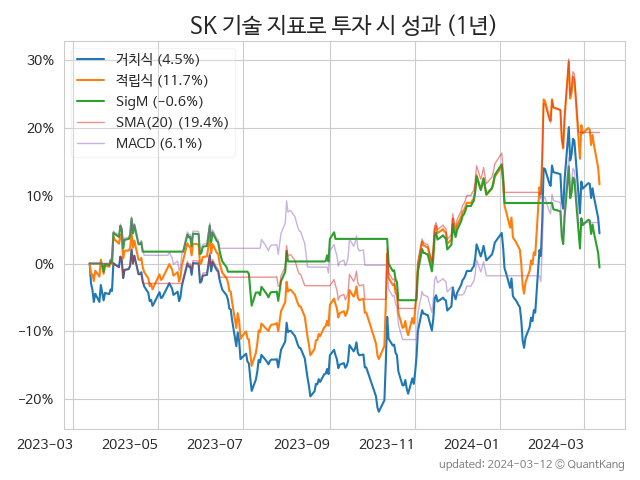 SK 기술 지표로 투자 시 성과 (1년)
거치식 (4.5%)
적립식 (11.7%)
SigM (−0.6%)
SMA(20) (19.4%)
MACD (6.1%)
30%
20%
10%
0%
−10%
−20%
2023-03
2023-05
2023-07
2023-09
2023-11
2024-01
2024-03
updated: 2024-03-12 © QuantKang